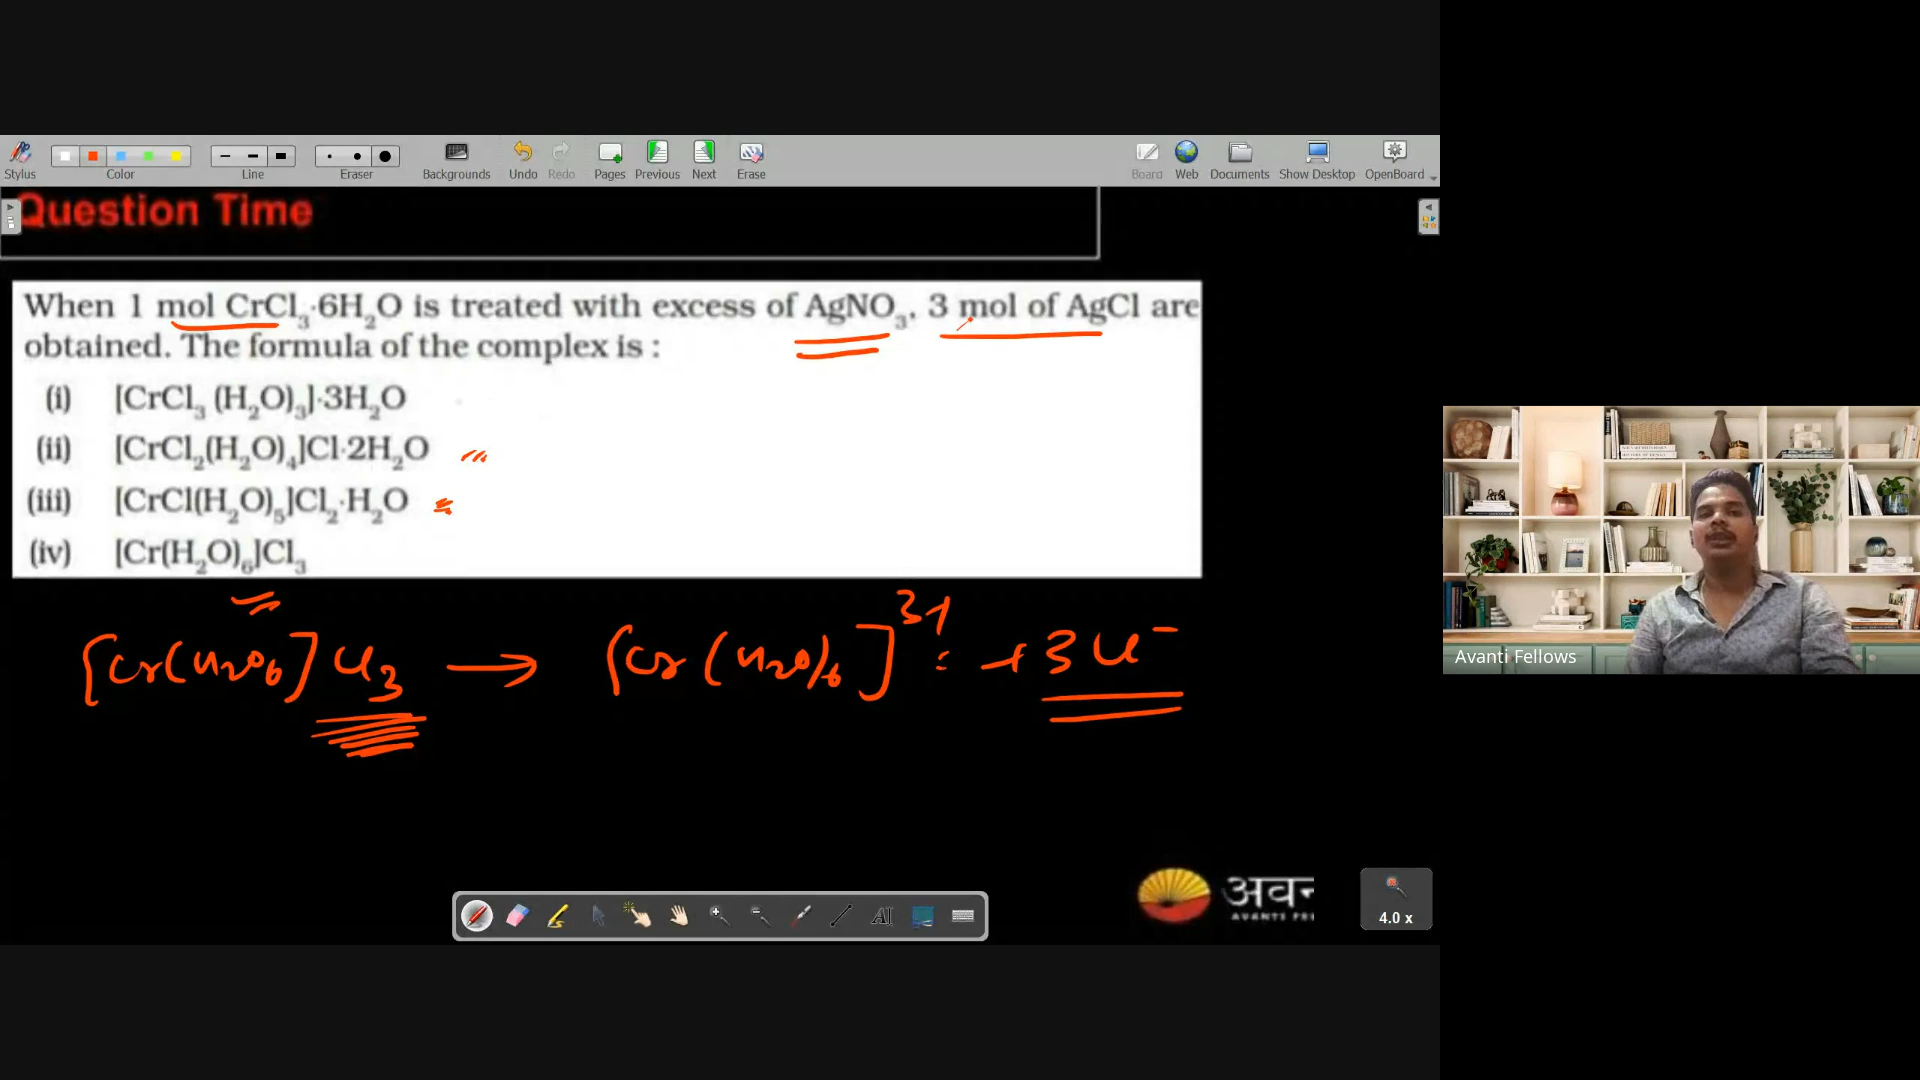 Stylus Color Line Eraser Backgrounds Undo Redo Pages Previous Next Erase Board Web Documents Show Desktop OpenBoard
Question Time
When 1 mol CrCl₃·6H₂O is treated with excess of AgNO₃, 3 mol of AgCl are
obtained. The formula of the complex is :
(i) [CrCl₃ (H₂O)₃]·3H₂O
(ii) [CrCl₂(H₂O)₄]Cl·2H₂O
(iii) [CrCl(H₂O)₅]Cl₂·H₂O
(iv) [Cr(H₂O)₆]Cl₃
[Cr(H₂O)₆]Cl₃ → [Cr(H₂O)₆]³⁺ + 3Cl⁻
Avanti Fellows
AVANTI
4.0 x